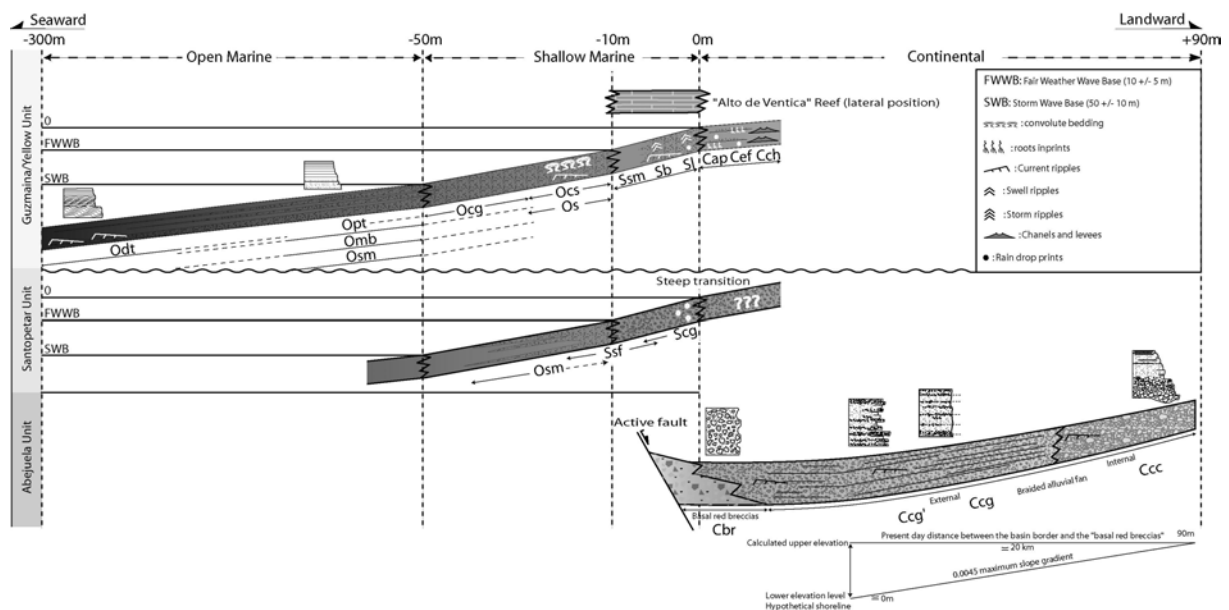 Seaward
Landward
-300m
-50m
-10m
0m
+90m
Open Marine
Shallow Marine
Continental
Guzmaina/Yellow Unit
"Alto de Ventica" Reef (lateral position)
0
FWWB
SWB
Ssm
Sb
Sl
Cap
Cef
Cch
Ocs
Ocg
Os
Opt
Odt
Omb
Osm
FWWB: Fair Weather Wave Base (10 +/- 5 m)
SWB: Storm Wave Base (50 +/- 10 m)
: convolute bedding
:roots inprints
: Current ripples
: Swell ripples
: Storm ripples
: Chanels and levees
: Rain drop prints
Santopetar Unit
Steep transition
0
???
FWWB
SWB
Scg
Ssf
Osm
Abejuela Unit
Active fault
Internal
Ccc
Braided alluvial fan
External
Ccg
Ccg'
Basal red breccias
Cbr
Calculated upper elevation
Present day distance between the basin border and the "basal red breccias"
90m
= 20 km
0.0045 maximum slope gradient
Lower elevation level
Hypothetical shoreline
= 0m